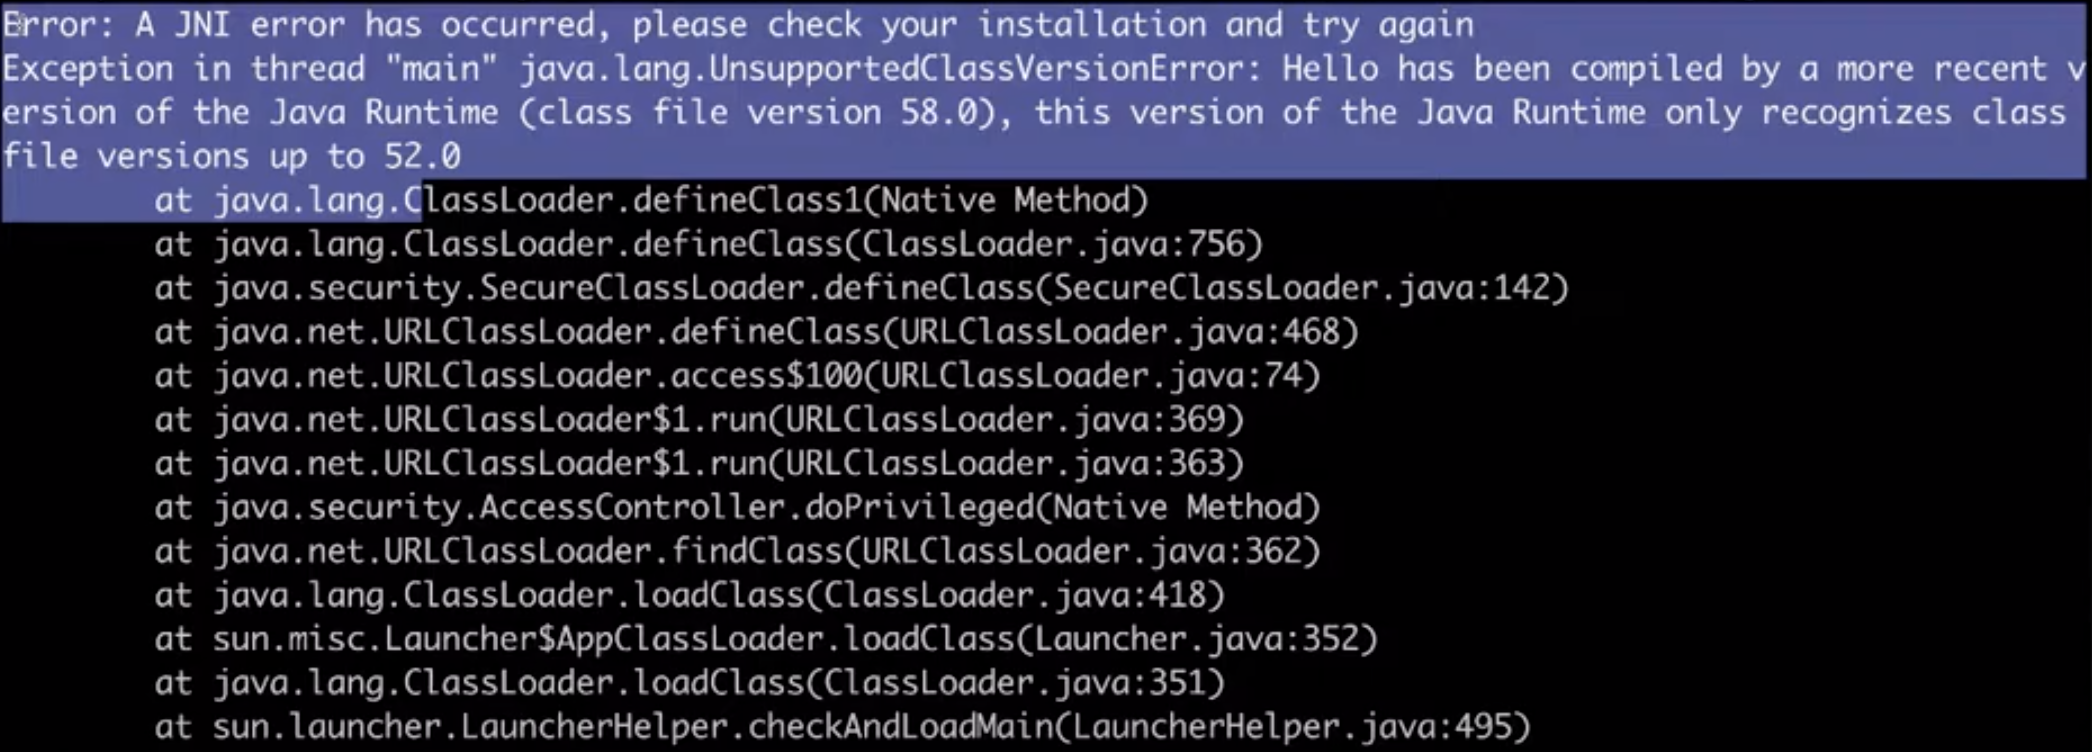 Error: A JNI error has occurred, please check your installation and try again
Exception in thread "main" java.lang.UnsupportedClassVersionError: Hello has been compiled by a more recent v
ersion of the Java Runtime (class file version 58.0), this version of the Java Runtime only recognizes class
file versions up to 52.0
        at java.lang.ClassLoader.defineClass1(Native Method)
        at java.lang.ClassLoader.defineClass(ClassLoader.java:756)
        at java.security.SecureClassLoader.defineClass(SecureClassLoader.java:142)
        at java.net.URLClassLoader.defineClass(URLClassLoader.java:468)
        at java.net.URLClassLoader.access$100(URLClassLoader.java:74)
        at java.net.URLClassLoader$1.run(URLClassLoader.java:369)
        at java.net.URLClassLoader$1.run(URLClassLoader.java:363)
        at java.security.AccessController.doPrivileged(Native Method)
        at java.net.URLClassLoader.findClass(URLClassLoader.java:362)
        at java.lang.ClassLoader.loadClass(ClassLoader.java:418)
        at sun.misc.Launcher$AppClassLoader.loadClass(Launcher.java:352)
        at java.lang.ClassLoader.loadClass(ClassLoader.java:351)
        at sun.launcher.LauncherHelper.checkAndLoadMain(LauncherHelper.java:495)